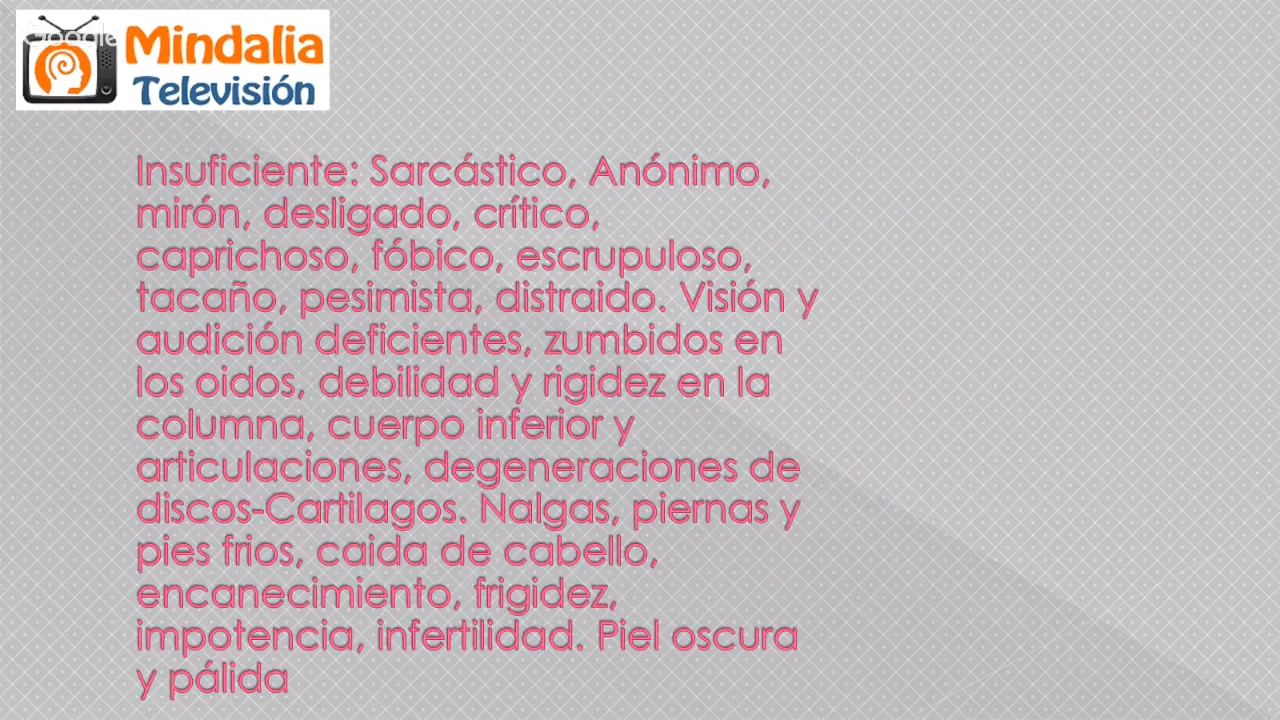 Google
Mindalia
Televisión
Insuficiente: Sarcástico, Anónimo,
mirón, desligado, crítico,
caprichoso, fóbico, escrupuloso,
tacaño, pesimista, distraido. Visión y
audición deficientes, zumbidos en
los oidos, debilidad y rigidez en la
columna, cuerpo inferior y
articulaciones, degeneraciones de
discos-Cartilagos. Nalgas, piernas y
pies frios, caida de cabello,
encanecimiento, frigidez,
impotencia, infertilidad. Piel oscura
y pálida